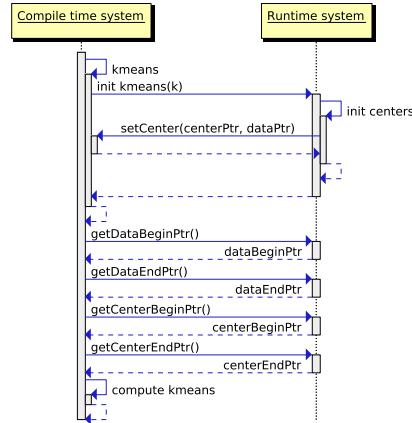 Compile time system
Runtime system
kmeans
init kmeans(k)
init centers
setCenter(centerPtr, dataPtr)
getDataBeginPtr()
dataBeginPtr
getDataEndPtr()
dataEndPtr
getCenterBeginPtr()
centerBeginPtr
getCenterEndPtr()
centerEndPtr
compute kmeans